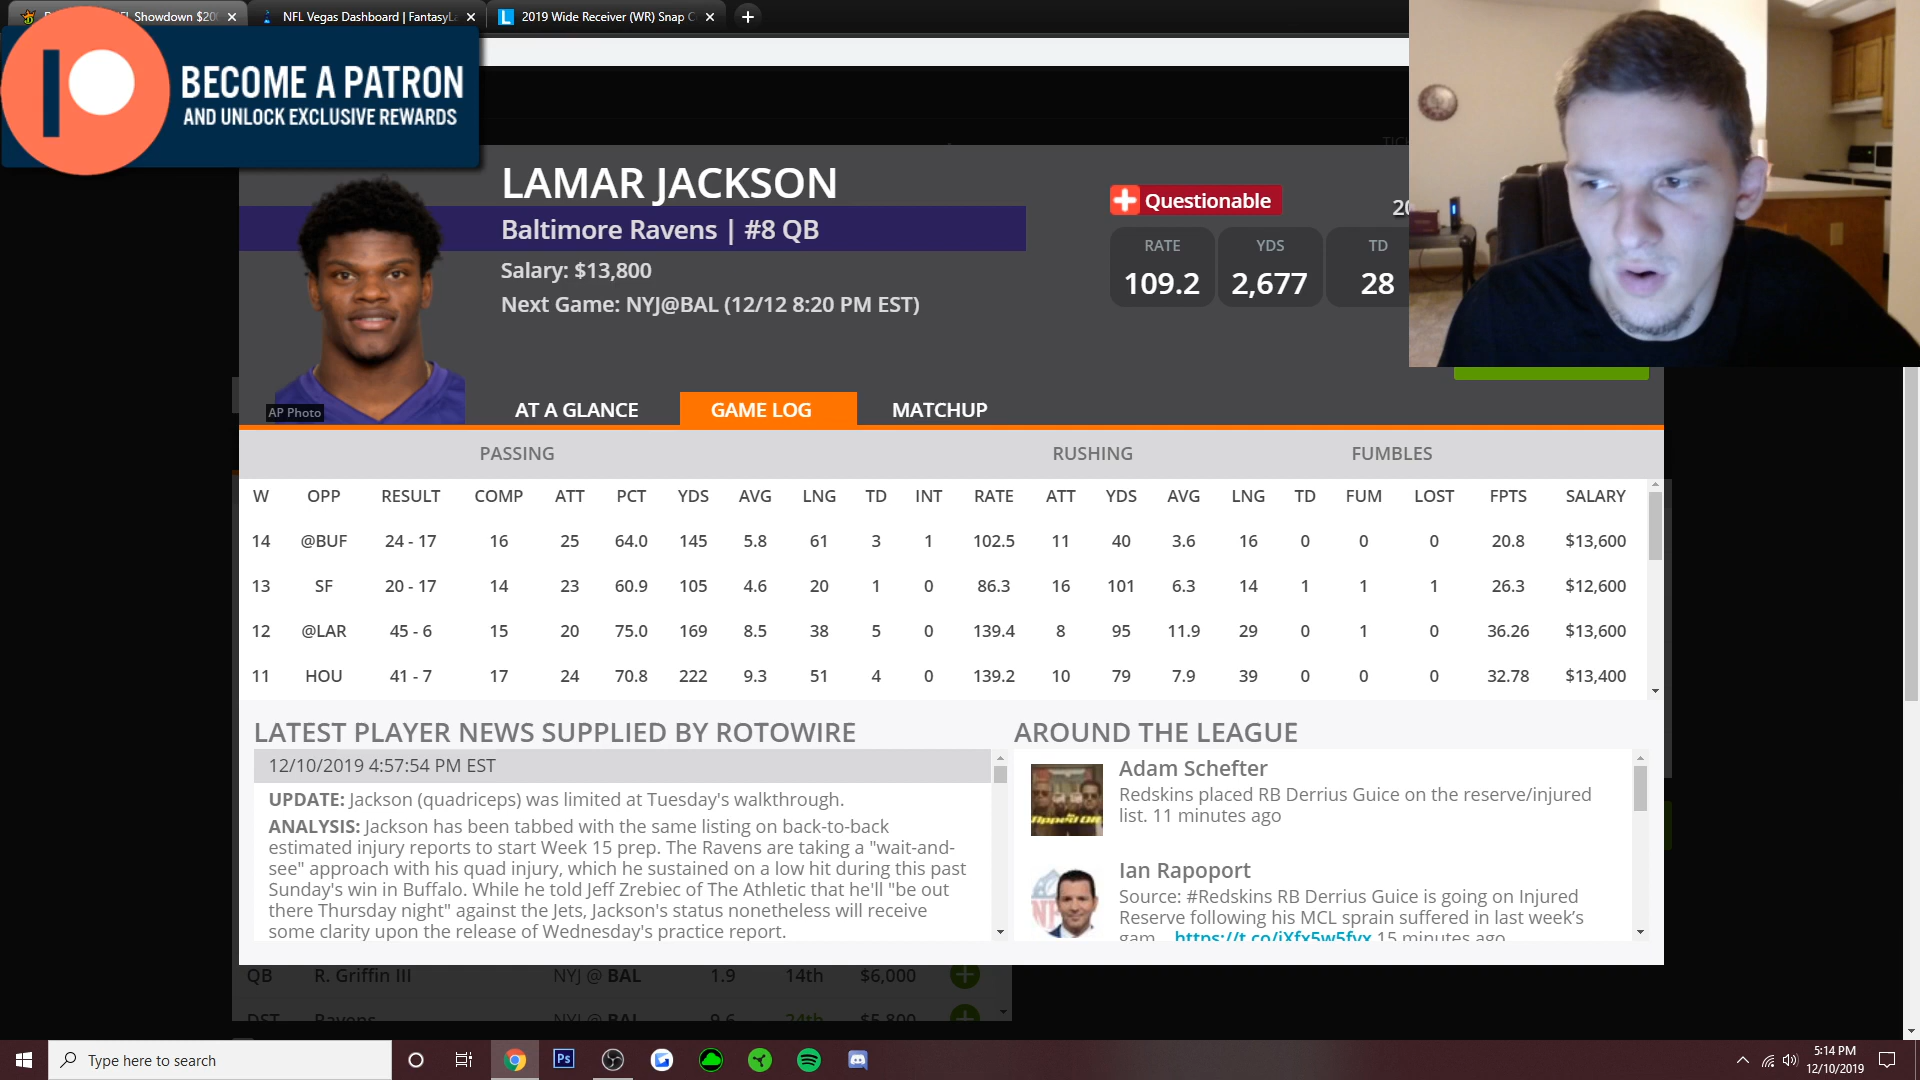 Showdown $20
NFL Vegas Dashboard | FantasyLa
2019 Wide Receiver (WR) Snap C
BECOME A PATRON
AND UNLOCK EXCLUSIVE REWARDS
LAMAR JACKSON
Baltimore Ravens | #8 QB
Salary: $13,800
Next Game: NYJ@BAL (12/12 8:20 PM EST)
Questionable
20
RATE YDS TD
109.2 2,677 28
AP Photo
AT A GLANCE GAME LOG MATCHUP
PASSING RUSHING FUMBLES
W OPP RESULT COMP ATT PCT YDS AVG LNG TD INT RATE ATT YDS AVG LNG TD FUM LOST FPTS SALARY
14 @BUF 24 - 17 16 25 64.0 145 5.8 61 3 1 102.5 11 40 3.6 16 0 0 0 20.8 $13,600
13 SF 20 - 17 14 23 60.9 105 4.6 20 1 0 86.3 16 101 6.3 14 1 1 1 26.3 $12,600
12 @LAR 45 - 6 15 20 75.0 169 8.5 38 5 0 139.4 8 95 11.9 29 0 1 0 36.26 $13,600
11 HOU 41 - 7 17 24 70.8 222 9.3 51 4 0 139.2 10 79 7.9 39 0 0 0 32.78 $13,400
LATEST PLAYER NEWS SUPPLIED BY ROTOWIRE
12/10/2019 4:57:54 PM EST
UPDATE: Jackson (quadriceps) was limited at Tuesday's walkthrough.
ANALYSIS: Jackson has been tabbed with the same listing on back-to-back
estimated injury reports to start Week 15 prep. The Ravens are taking a "wait-and-
see" approach with his quad injury, which he sustained on a low hit during this past
Sunday's win in Buffalo. While he told Jeff Zrebiec of The Athletic that he'll "be out
there Thursday night" against the Jets, Jackson's status nonetheless will receive
some clarity upon the release of Wednesday's practice report.
AROUND THE LEAGUE
Adam Schefter
Redskins placed RB Derrius Guice on the reserve/injured
list. 11 minutes ago
Ian Rapoport
Source: #Redskins RB Derrius Guice is going on Injured
Reserve following his MCL sprain suffered in last week's
gam... https://t.co/iXfx5w5fvx 15 minutes ago
QB R. Griffin III NYJ @ BAL 1.9 14th $6,000
DST Ravens NYJ @ BAL 9.6 24th $5,800
Type here to search
Ps
5:14 PM
12/10/2019